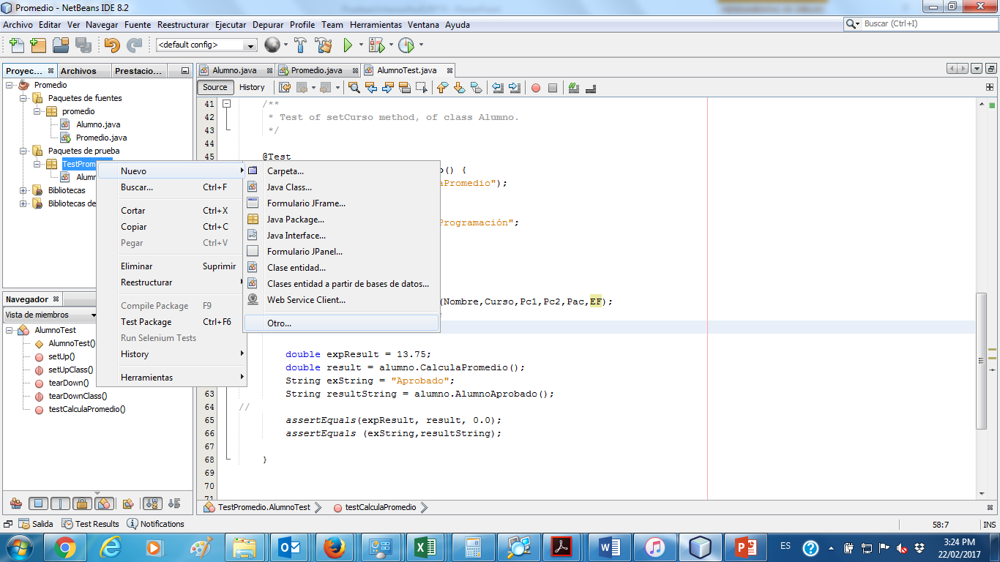 Promedio - NetBeans IDE 8.2
Archivo Editar Ver Navegar Fuente Reestructurar Ejecutar Depurar Profile Team Herramientas Ventana Ayuda
Buscar (Ctrl+I)
<default config>
Proyec... Archivos Prestacio...
Promedio
Paquetes de fuentes
promedio
Alumno.java
Promedio.java
Paquetes de prueba
TestProm
Alumn
Bibliotecas
Bibliotecas de
Nuevo
Buscar... Ctrl+F
Cortar Ctrl+X
Copiar Ctrl+C
Pegar Ctrl+V
Eliminar Suprimir
Reestructurar
Compile Package F9
Test Package Ctrl+F6
Run Selenium Tests
History
Herramientas
Carpeta...
Java Class...
Formulario JFrame...
Java Package...
Java Interface...
Formulario JPanel...
Clase entidad...
Clases entidad a partir de bases de datos...
Web Service Client...
Otro...
Navegador
Vista de miembros
AlumnoTest
AlumnoTest()
setUp()
setUpClass()
tearDown()
tearDownClass()
testCalculaPromedio()
Alumno.java Promedio.java AlumnoTest.java
Source History
41 /**
42 * Test of setCurso method, of class Alumno.
43 */
44
45 @Test
o() {
aPromedio");
Programación";
(Nombre,Curso,Pc1,Pc2,Pac,EF);
;
double expResult = 13.75;
double result = alumno.CalculaPromedio();
String exString = "Aprobado";
63 String resultString = alumno.AlumnoAprobado();
64 //
65 assertEquals(expResult, result, 0.0);
66 assertEquals (exString,resultString);
67
68 }
69
70
71
TestPromedio.AlumnoTest testCalculaPromedio
Salida Test Results Notifications
58:7 INS
ES
3:24 PM
22/02/2017